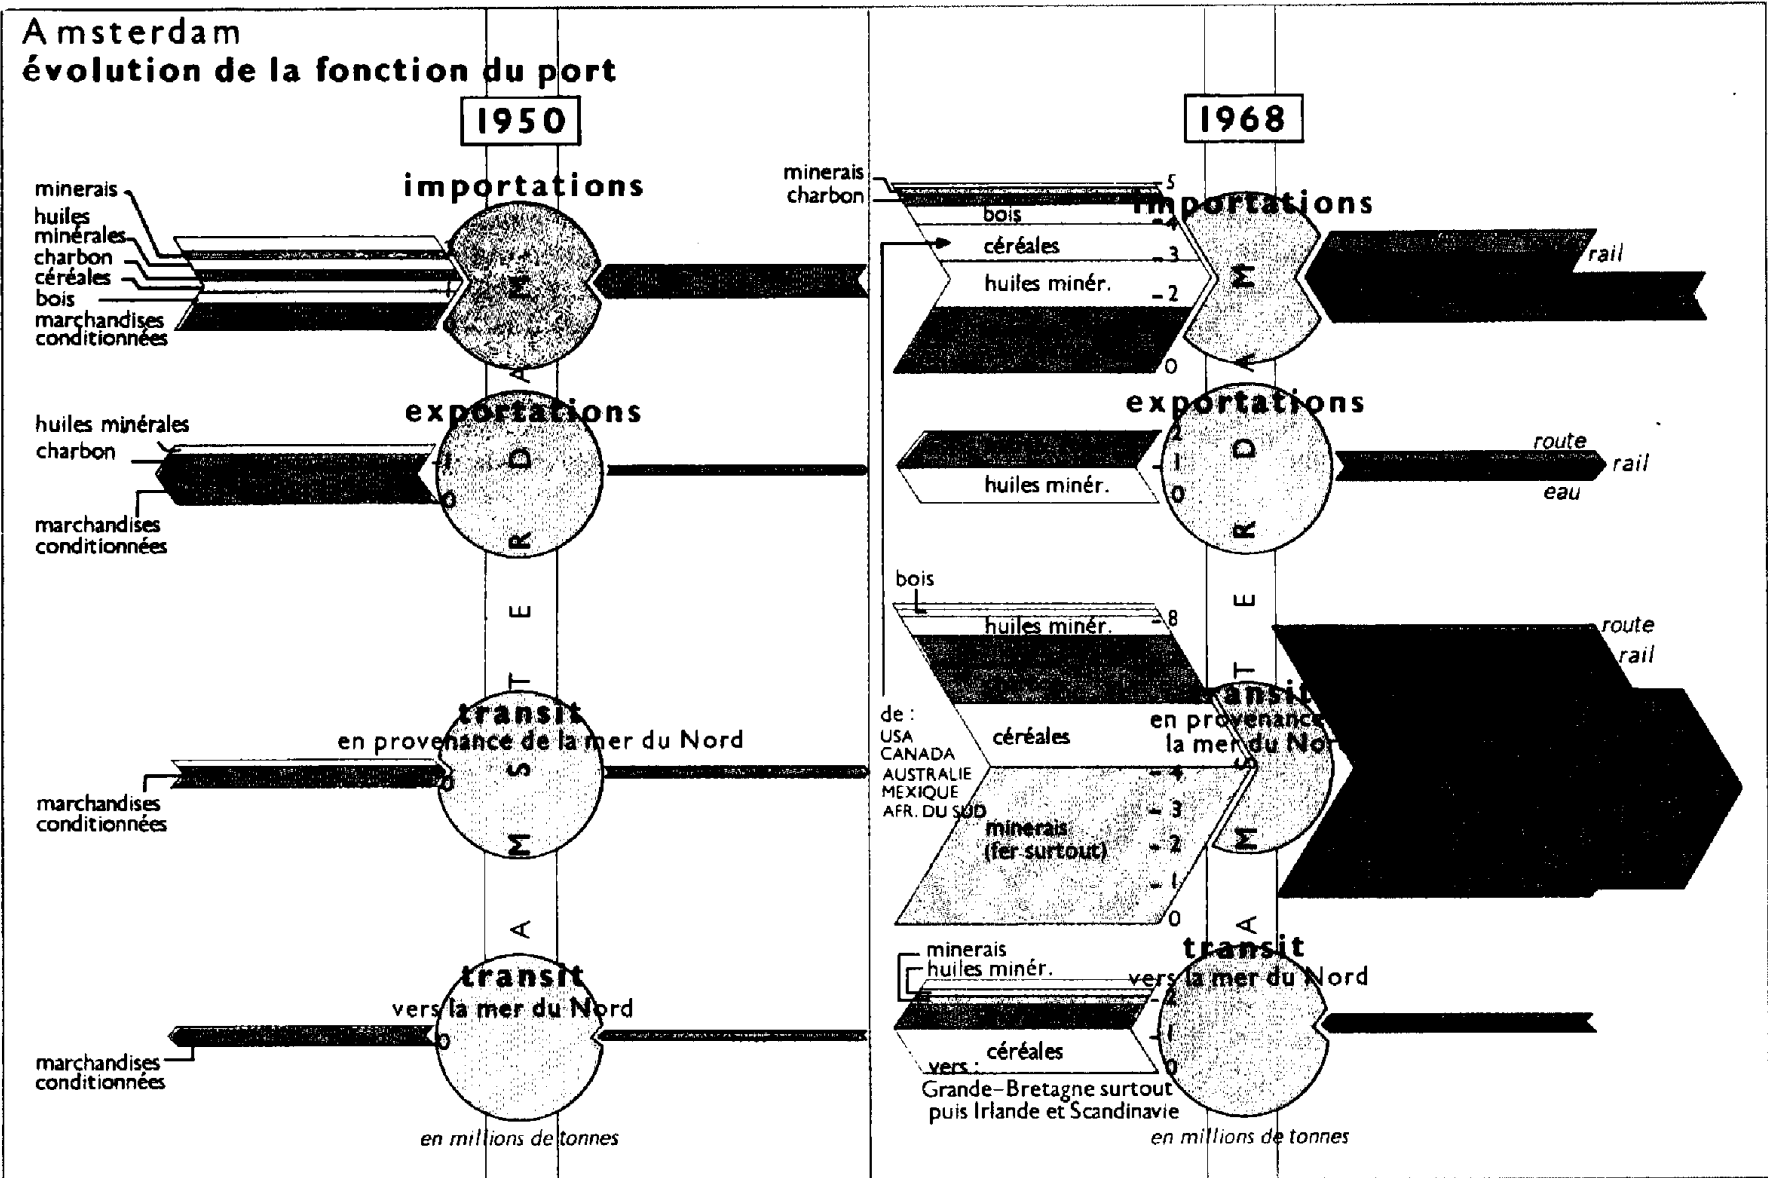 Amsterdam
évolution de la fonction du port
1950
importations
minerais
huiles
minérales
charbon
céréales
bois
marchandises
conditionnées
exportations
huiles minérales
charbon
1
0
marchandises
conditionnées
transit
en provenance de la mer du Nord
0
marchandises
conditionnées
transit
vers la mer du Nord
0
marchandises
conditionnées
en millions de tonnes
AMSTERDAM
1968
importations
minerais
charbon
bois
céréales
huiles minér.
5
4
3
2
0
rail
exportations
huiles minér.
2
1
0
route
rail
eau
bois
huiles minér.
céréales
minerais
(fer surtout)
8
4
3
2
1
0
transit
en provenance
la mer du Nord
route
rail
de :
USA
CANADA
AUSTRALIE
MEXIQUE
AFR. DU SUD
transit
vers la mer du Nord
minerais
huiles minér.
céréales
2
1
0
vers :
Grande-Bretagne surtout
puis Irlande et Scandinavie
en millions de tonnes
AMSTERDAM